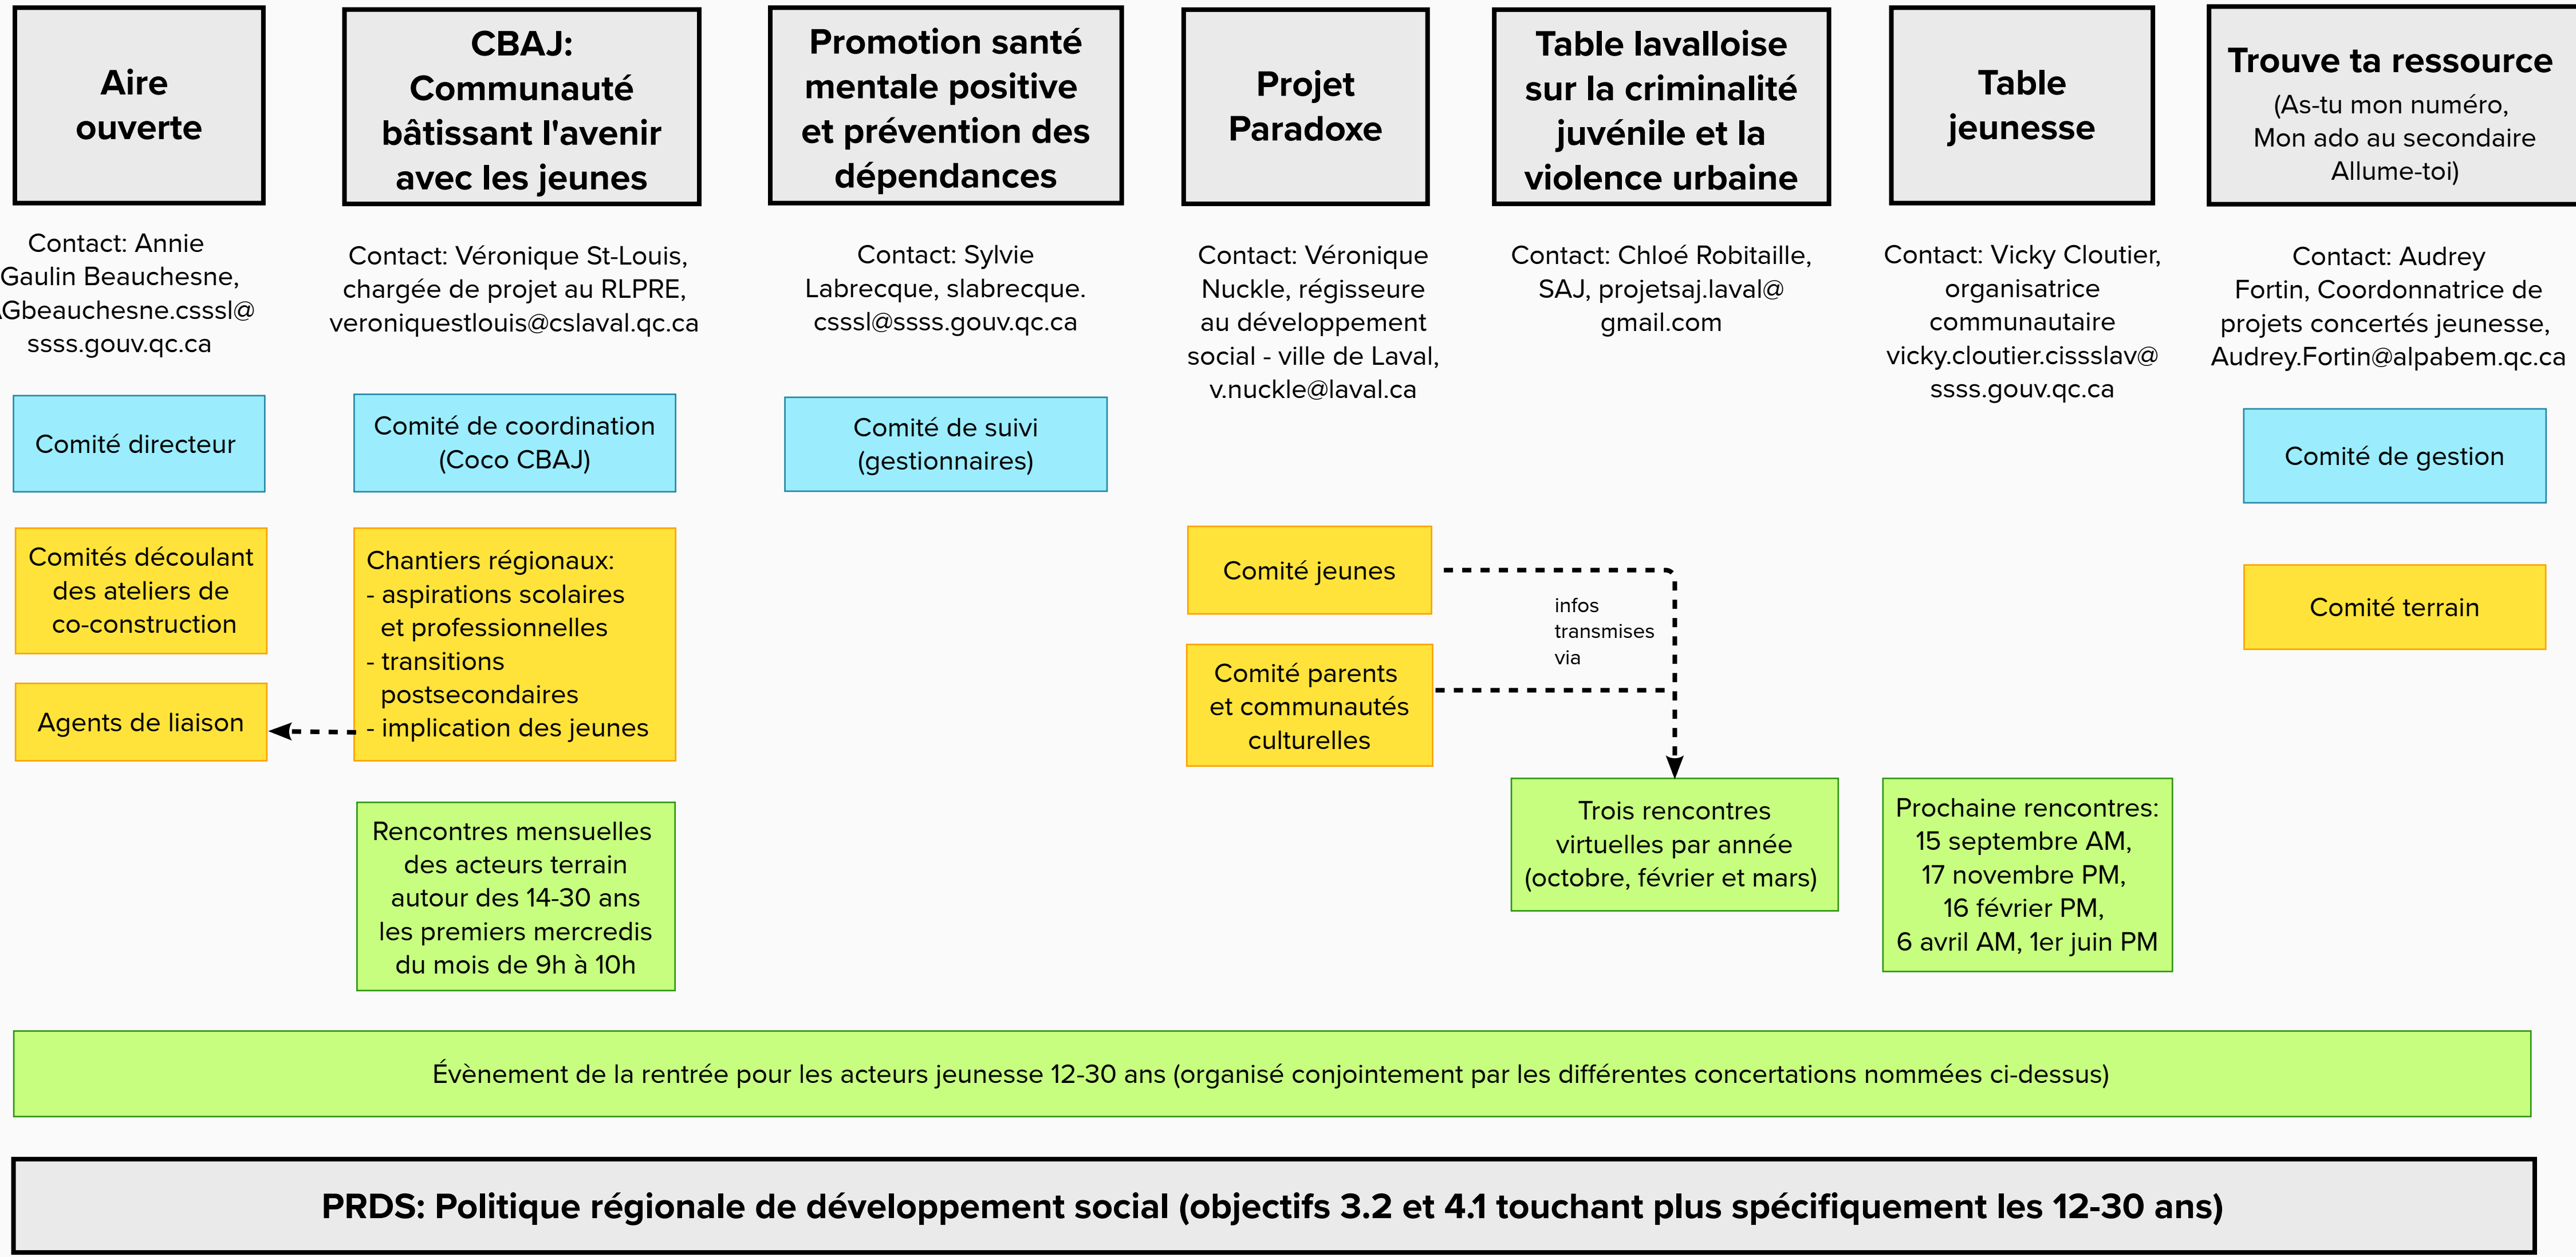 Aire
ouverte
CBAJ:
Communauté
bâtissant l'avenir
avec les jeunes
Promotion santé
mentale positive
et prévention des
dépendances
Projet
Paradoxe
Table lavalloise
sur la criminalité
juvénile et la
violence urbaine
Table
jeunesse
Trouve ta ressource
(As-tu mon numéro,
Mon ado au secondaire
Allume-toi)
Contact: Annie
Gaulin Beauchesne,
Gbeauchesne.csssl@
ssss.gouv.qc.ca
Contact: Véronique St-Louis,
chargée de projet au RLPRE,
veroniquestlouis@cslaval.qc.ca
Contact: Sylvie
Labrecque, slabrecque.
csssl@ssss.gouv.qc.ca
Contact: Véronique
Nuckle, régisseure
au développement
social - ville de Laval,
v.nuckle@laval.ca
Contact: Chloé Robitaille,
SAJ, projetsaj.laval@
gmail.com
Contact: Vicky Cloutier,
organisatrice
communautaire
vicky.cloutier.cissslav@
ssss.gouv.qc.ca
Contact: Audrey
Fortin, Coordonnatrice de
projets concertés jeunesse,
Audrey.Fortin@alpabem.qc.ca
Comité directeur
Comité de coordination
(Coco CBAJ)
Comité de suivi
(gestionnaires)
Comité de gestion
Comités découlant
des ateliers de
co-construction
Agents de liaison
Chantiers régionaux:
- aspirations scolaires
et professionnelles
- transitions
postsecondaires
- implication des jeunes
Comité jeunes
Comité parents
et communautés
culturelles
infos
transmises
via
Comité terrain
Rencontres mensuelles
des acteurs terrain
autour des 14-30 ans
les premiers mercredis
du mois de 9h à 10h
Trois rencontres
virtuelles par année
(octobre, février et mars)
Prochaine rencontres:
15 septembre AM,
17 novembre PM,
16 février PM,
6 avril AM, 1er juin PM
Évènement de la rentrée pour les acteurs jeunesse 12-30 ans (organisé conjointement par les différentes concertations nommées ci-dessus)
PRDS: Politique régionale de développement social (objectifs 3.2 et 4.1 touchant plus spécifiquement les 12-30 ans)